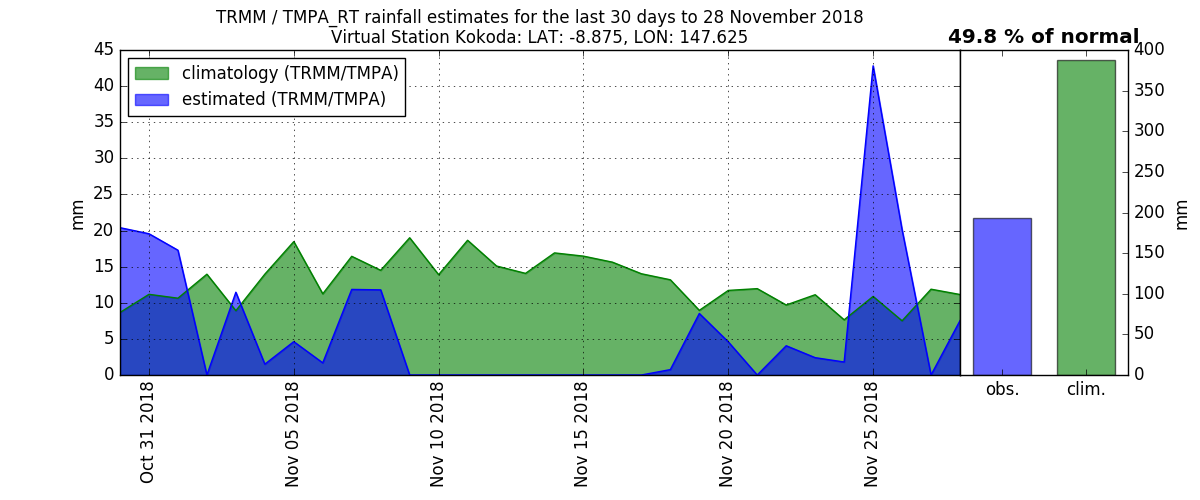 TRMM / TMPA_RT rainfall estimates for the last 30 days to 28 November 2018
Virtual Station Kokoda: LAT: -8.875, LON: 147.625
49.8 % of normal
climatology (TRMM/TMPA)
estimated (TRMM/TMPA)
45
40
35
30
25
20
15
10
5
0
mm
Oct 31 2018
Nov 05 2018
Nov 10 2018
Nov 15 2018
Nov 20 2018
Nov 25 2018
400
350
300
250
200
150
100
50
0
mm
obs.
clim.